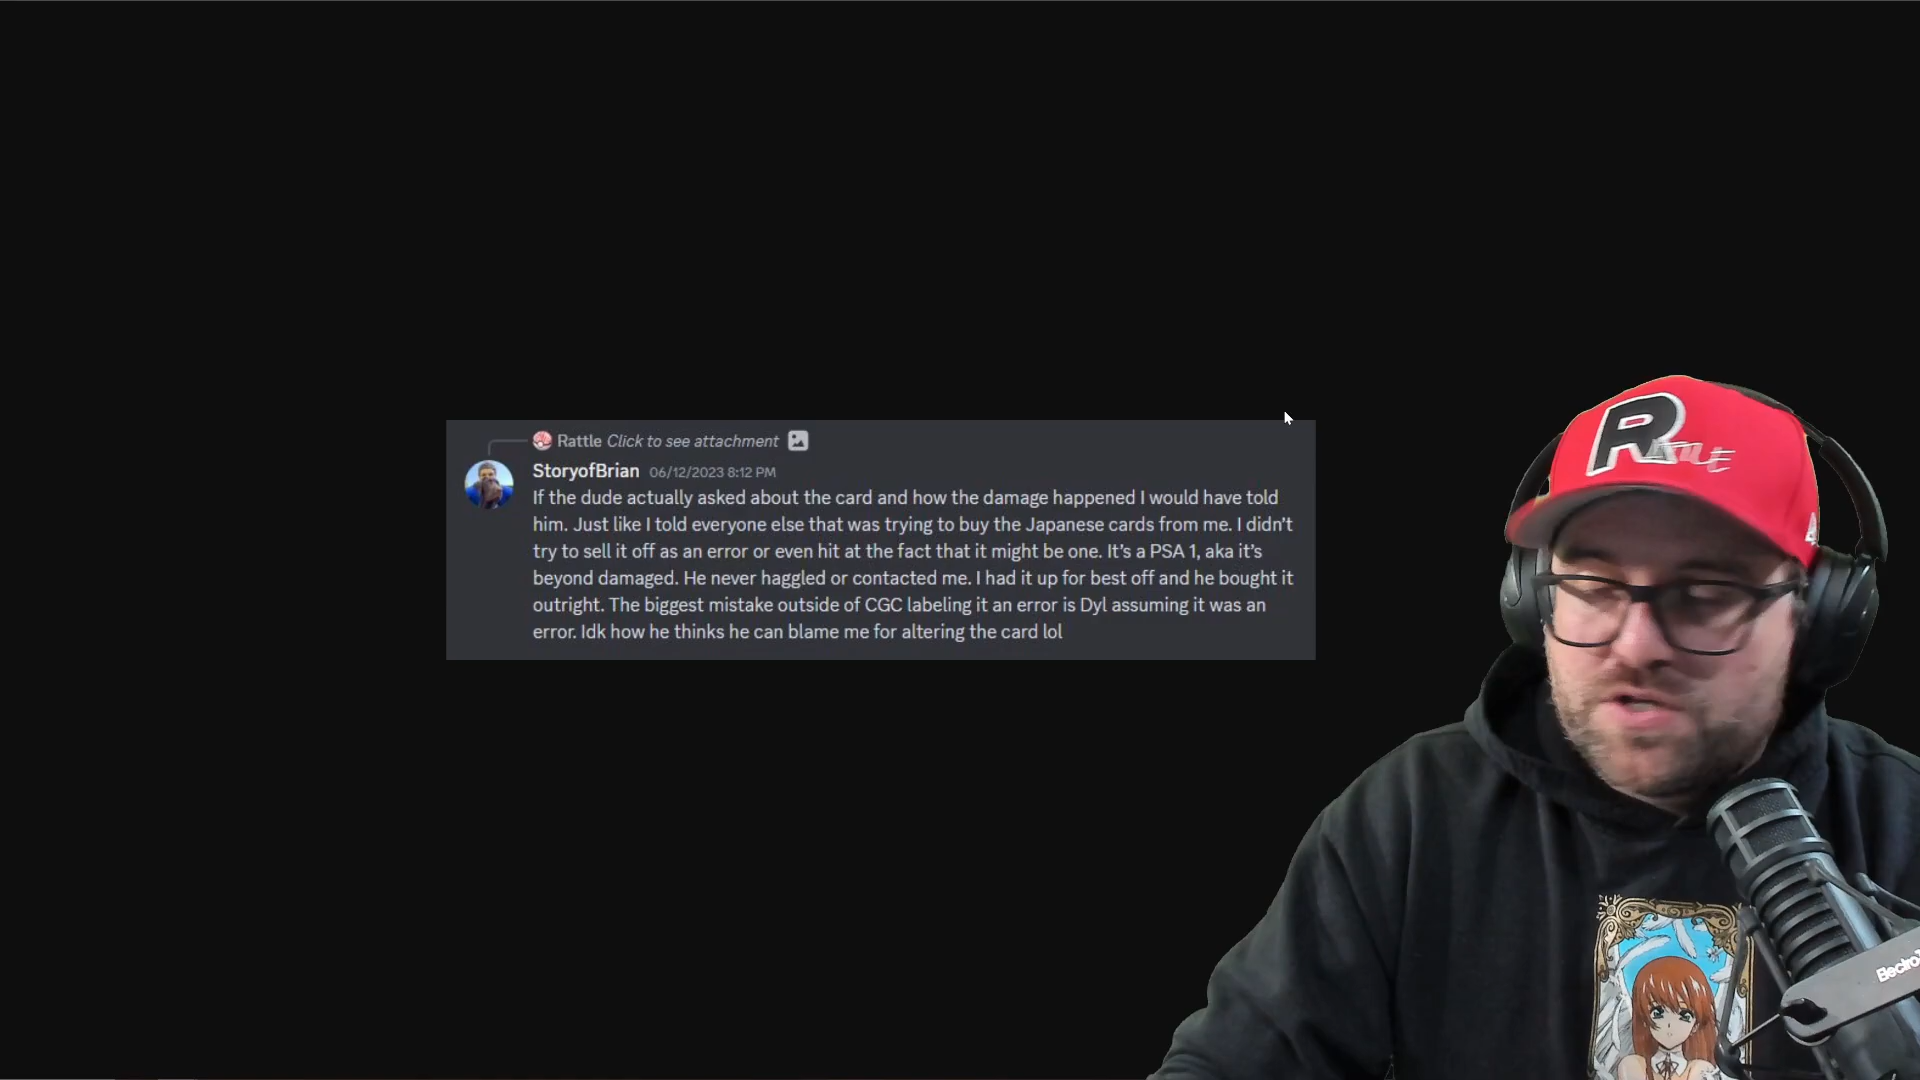 Rattle Click to see attachment
StoryofBrian 06/12/2023 8:12 PM
If the dude actually asked about the card and how the damage happened I would have told
him. Just like I told everyone else that was trying to buy the Japanese cards from me. I didn't
try to sell it off as an error or even hit at the fact that it might be one. It's a PSA 1, aka it's
beyond damaged. He never haggled or contacted me. I had it up for best off and he bought it
outright. The biggest mistake outside of CGC labeling it an error is Dyl assuming it was an
error. Idk how he thinks he can blame me for altering the card lol
R